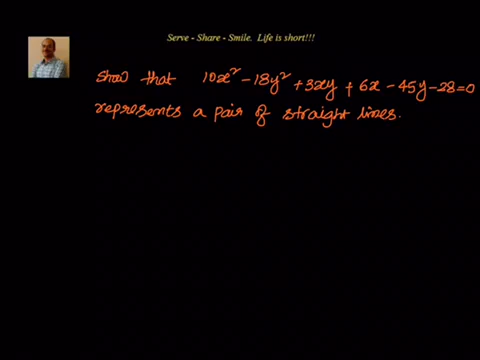 Serve - Share - Smile. Life is short!!!
Show that 10x² - 18y² + 3xy + 6x - 45y - 28 = 0
represents a pair of straight lines.